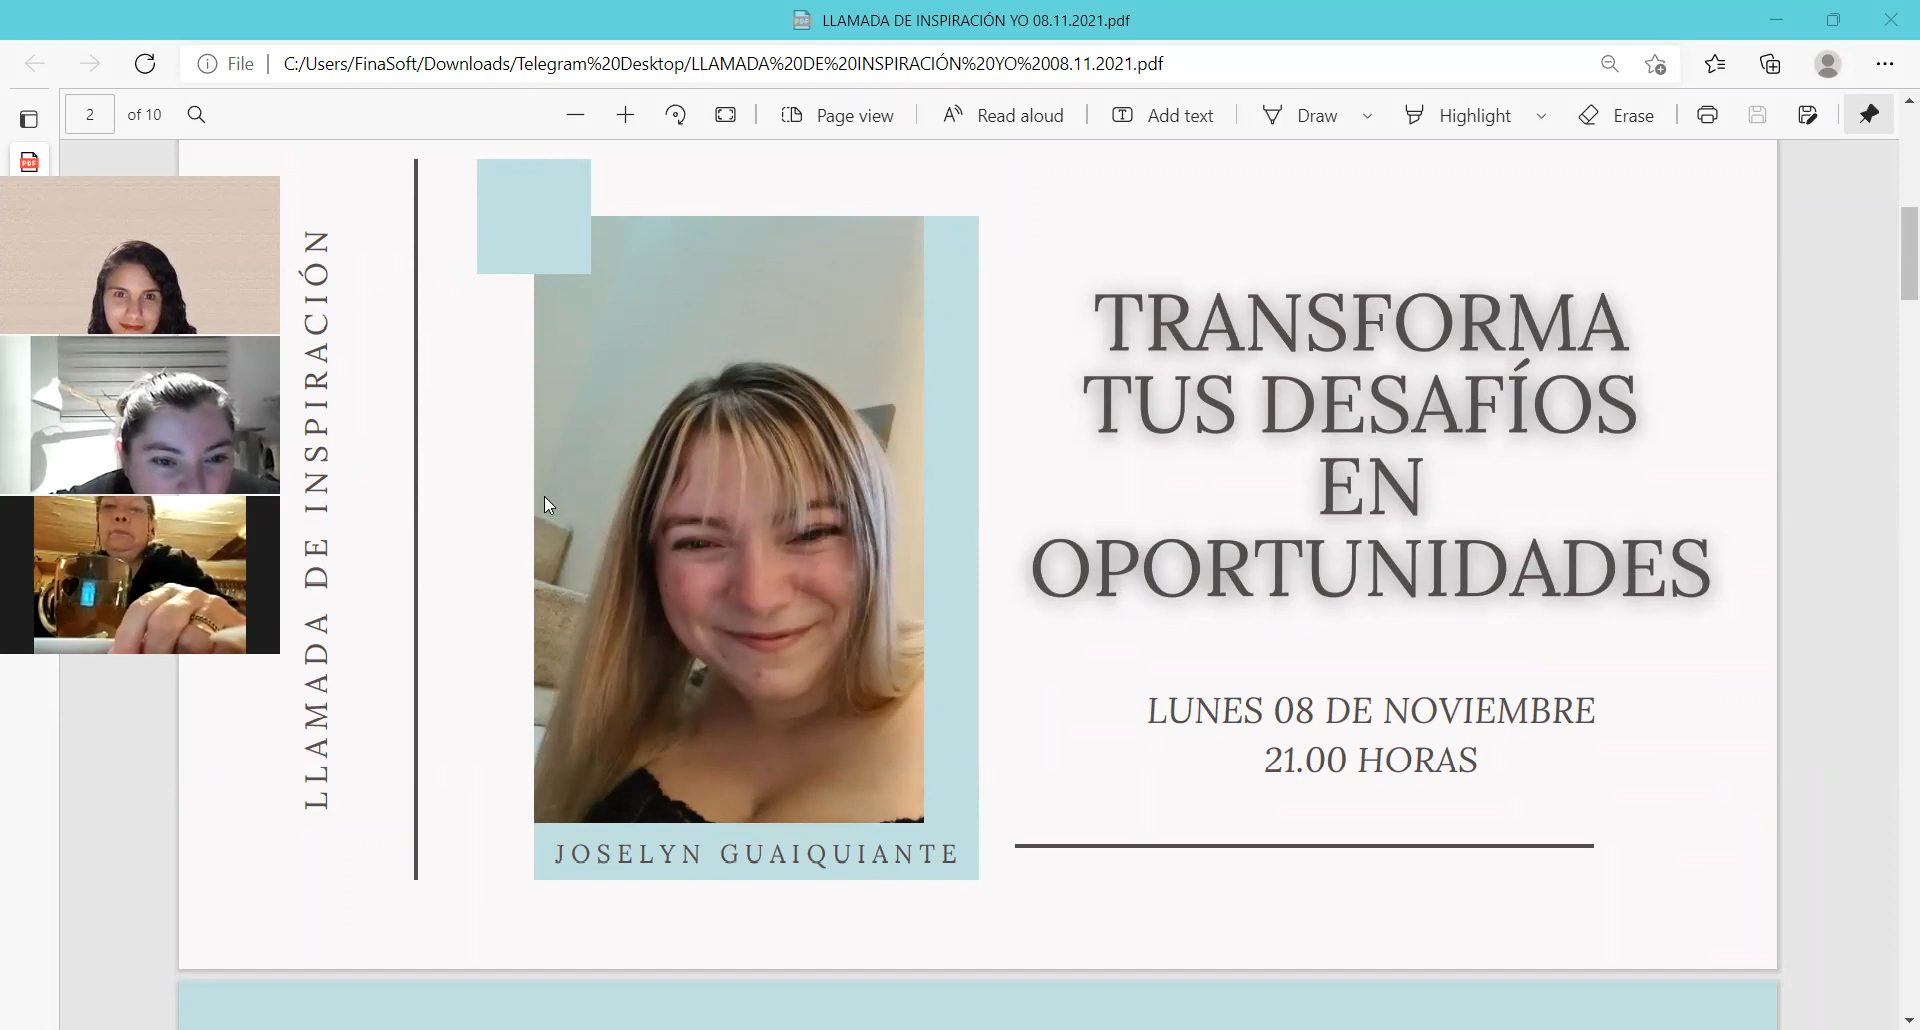 LLAMADA DE INSPIRACIÓN YO 08.11.2021.pdf
File
C:/Users/FinaSoft/Downloads/Telegram%20Desktop/LLAMADA%20DE%20INSPIRACIÓN%20YO%2008.11.2021.pdf
2 of 10
Page view
Read aloud
Add text
Draw
Highlight
Erase
PDF
LLAMADA DE INSPIRACIÓN
TRANSFORMA
TUS DESAFÍOS
EN
OPORTUNIDADES
LUNES 08 DE NOVIEMBRE
21.00 HORAS
JOSELYN GUAIQUIANTE